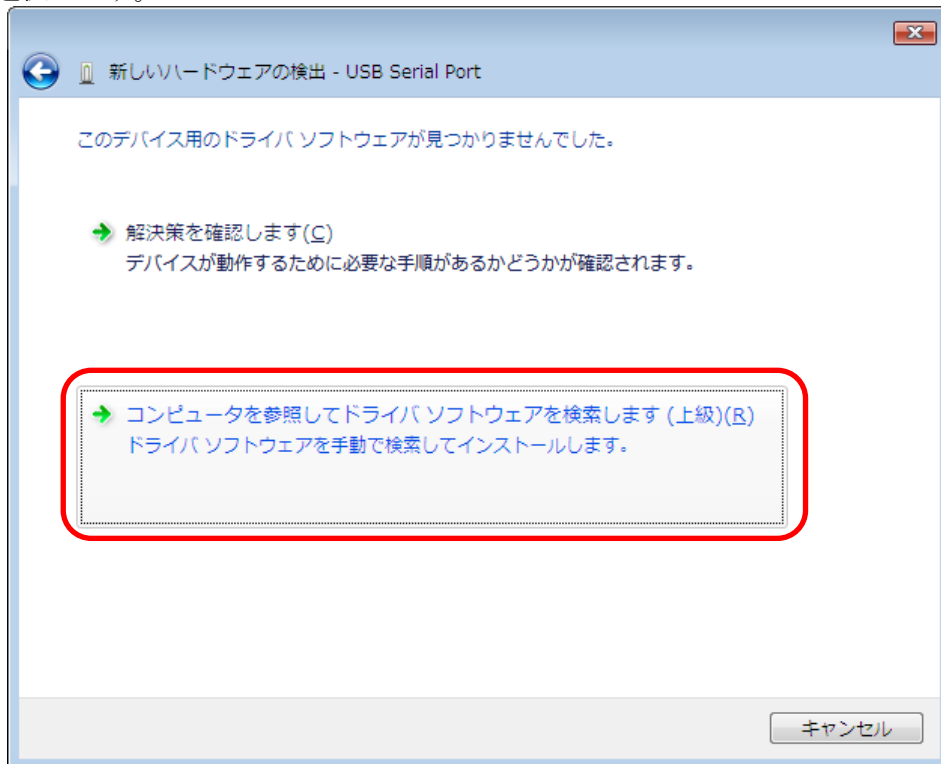 新しいハードウェアの検出 - USB Serial Port
このデバイス用のドライバ ソフトウェアが見つかりませんでした。
解決策を確認します(C)
デバイスが動作するために必要な手順があるかどうかが確認されます。
コンピュータを参照してドライバ ソフトウェアを検索します (上級)(R)
ドライバ ソフトウェアを手動で検索してインストールします。
キャンセル